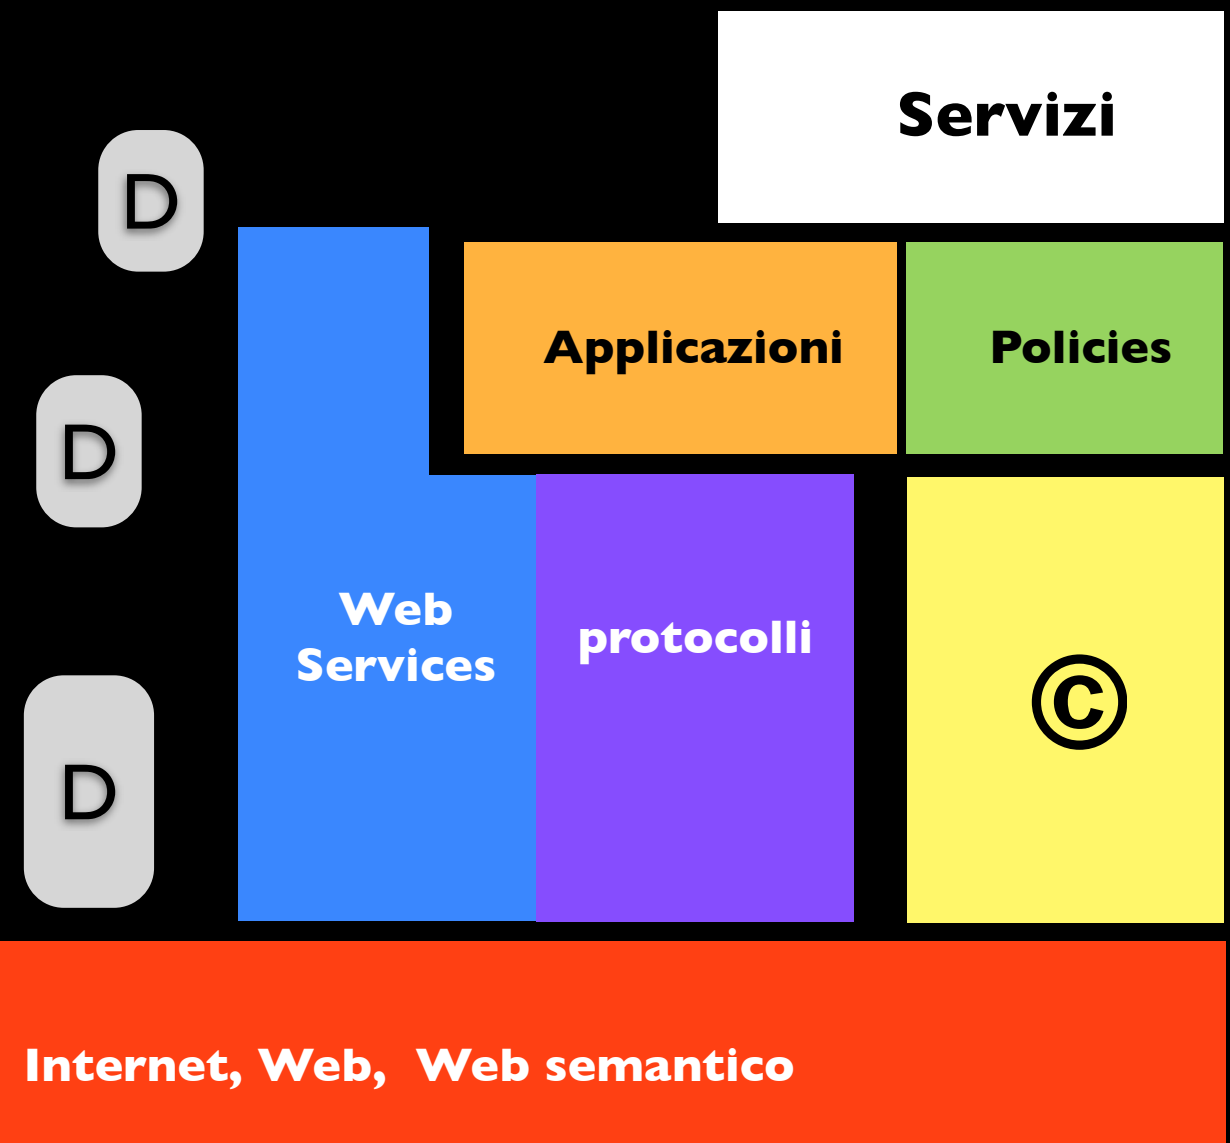 Servizi
D
Applicazioni
Policies
D
Web
Services
protocolli
©
D
Internet, Web, Web semantico